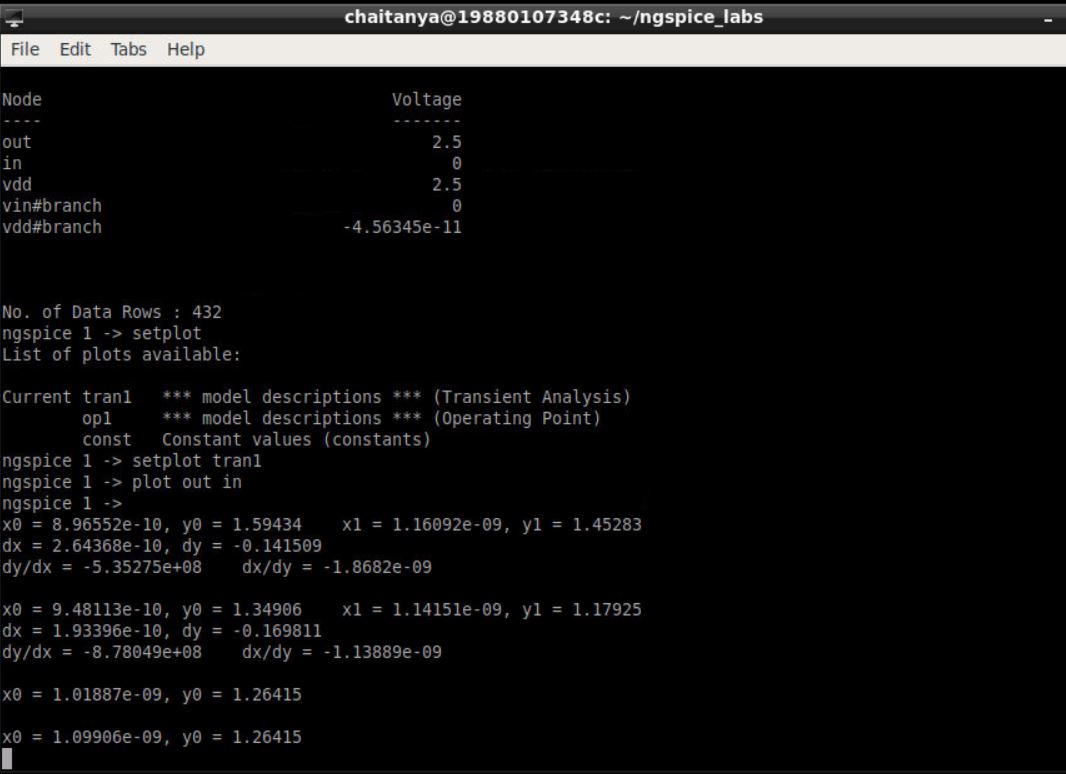 chaitanya@19880107348c: ~/ngspice_labs
File Edit Tabs Help
Node Voltage
---- -------
out 2.5
in 0
vdd 2.5
vin#branch 0
vdd#branch -4.56345e-11
No. of Data Rows : 432
ngspice 1 -> setplot
List of plots available:
Current tran1 *** model descriptions *** (Transient Analysis)
op1 *** model descriptions *** (Operating Point)
const Constant values (constants)
ngspice 1 -> setplot tran1
ngspice 1 -> plot out in
ngspice 1 ->
x0 = 8.96552e-10, y0 = 1.59434 x1 = 1.16092e-09, y1 = 1.45283
dx = 2.64368e-10, dy = -0.141509
dy/dx = -5.35275e+08 dx/dy = -1.8682e-09
x0 = 9.48113e-10, y0 = 1.34906 x1 = 1.14151e-09, y1 = 1.17925
dx = 1.93396e-10, dy = -0.169811
dy/dx = -8.78049e+08 dx/dy = -1.13889e-09
x0 = 1.01887e-09, y0 = 1.26415
x0 = 1.09906e-09, y0 = 1.26415